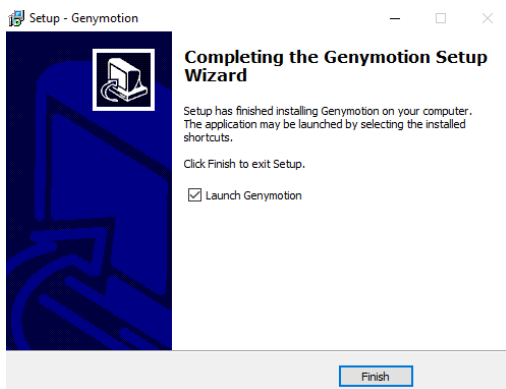 Setup - Genymotion
Completing the Genymotion Setup
Wizard
Setup has finished installing Genymotion on your computer.
The application may be launched by selecting the installed
shortcuts.
Click Finish to exit Setup.
Launch Genymotion
Finish